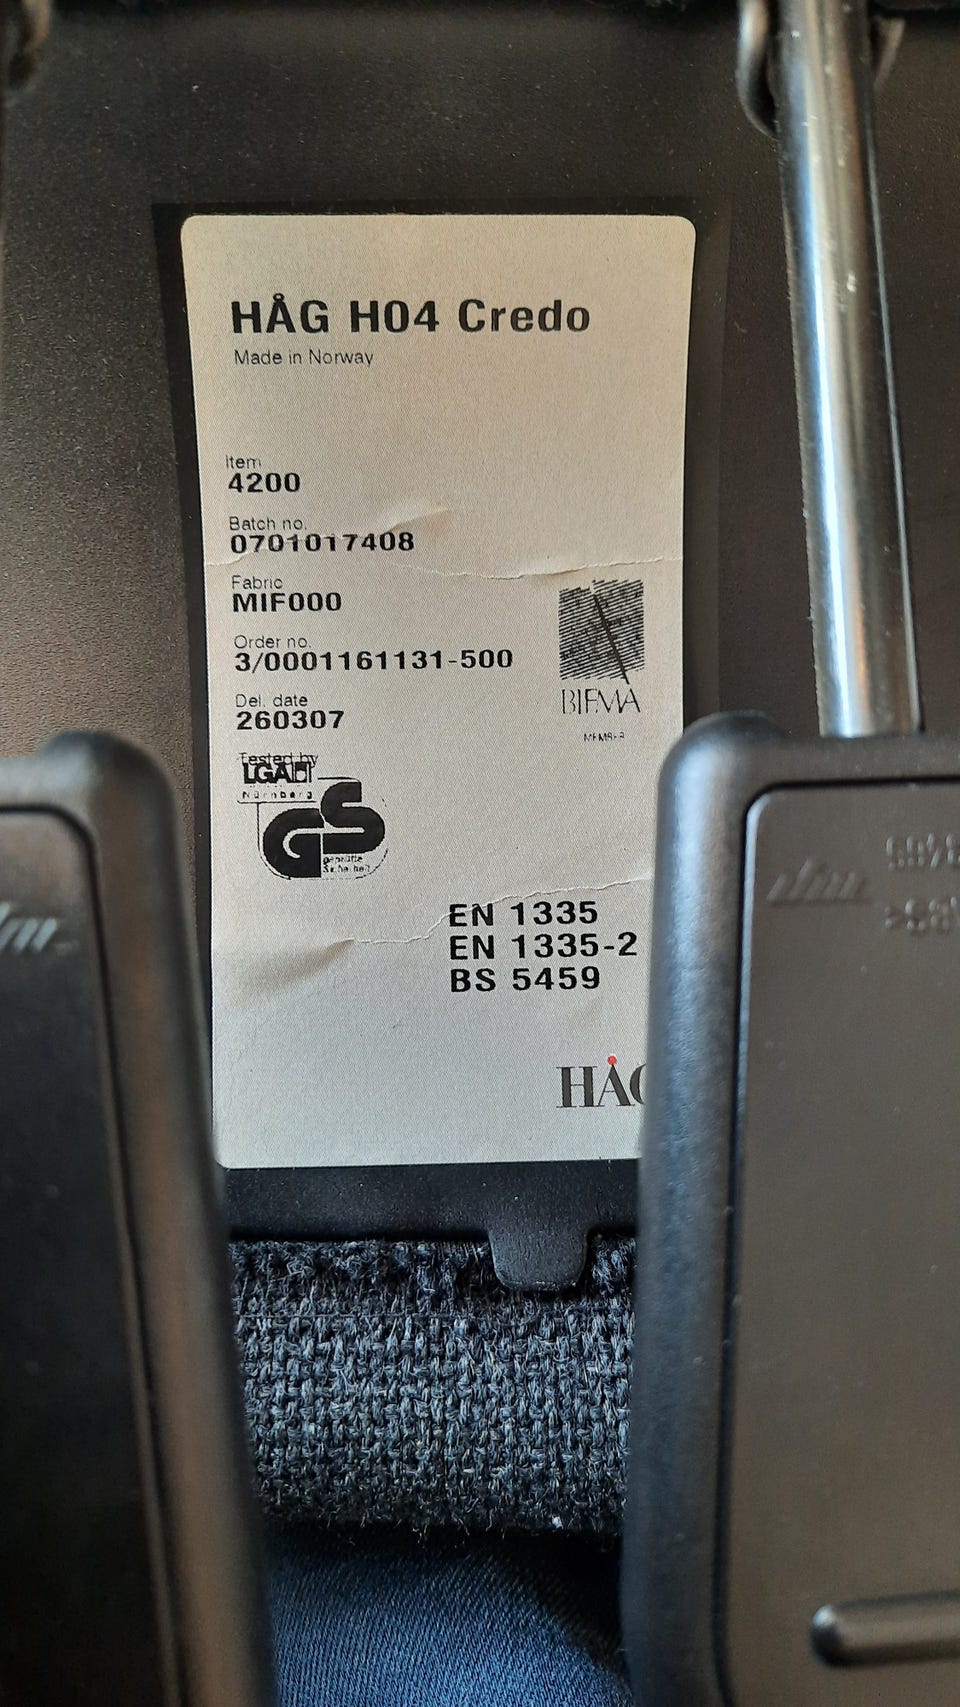 HÅG H04 Credo
Made in Norway
Item
4200
Batch no.
0701017408
Fabric
MIF000
Order no.
3/0001161131-500
Del. date
260307
Tested by
LGA
Nürnberg
GS
geprüfte
Sicherheit
BIFMA
MEMBER
EN 1335
EN 1335-2
BS 5459
HÅG